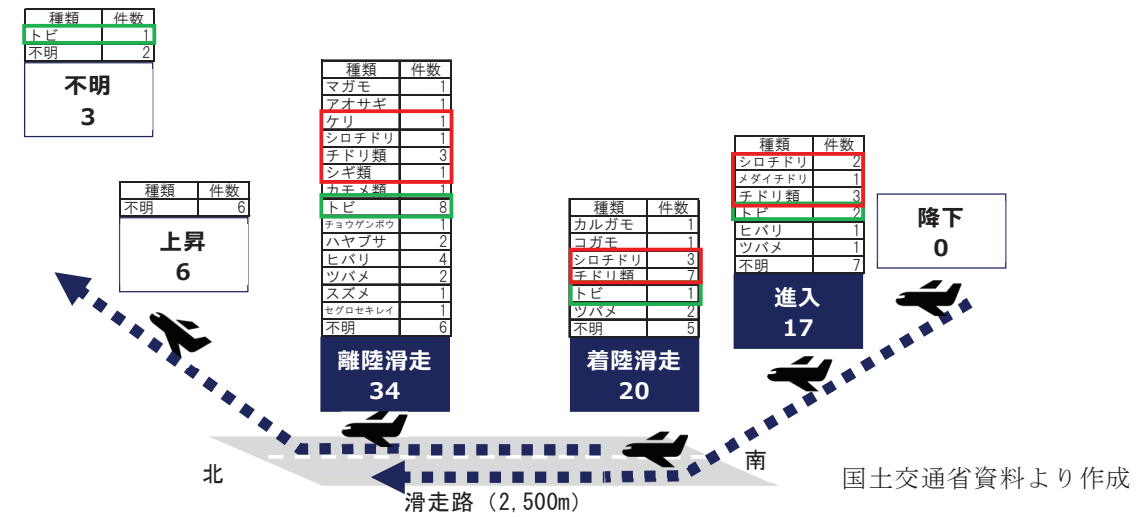 種類 件数
トビ 1
不明 2
不明
3
種類 件数
不明 6
上昇
6
種類 件数
マガモ 1
アオサギ 1
ケリ 1
シロチドリ 1
チドリ類 3
シギ類 1
カモメ類 1
トビ 8
チョウゲンボウ 1
ハヤブサ 2
ヒバリ 4
ツバメ 2
スズメ 1
セグロセキレイ 1
不明 6
離陸滑走
34
種類 件数
カルガモ 1
コガモ 1
シロチドリ 3
チドリ類 7
トビ 1
ツバメ 2
不明 5
着陸滑走
20
種類 件数
シロチドリ 2
メダイチドリ 1
チドリ類 3
トビ 2
ヒバリ 1
ツバメ 1
不明 7
進入
17
降下
0
北
南
滑走路（2,500m）
国土交通省資料より作成